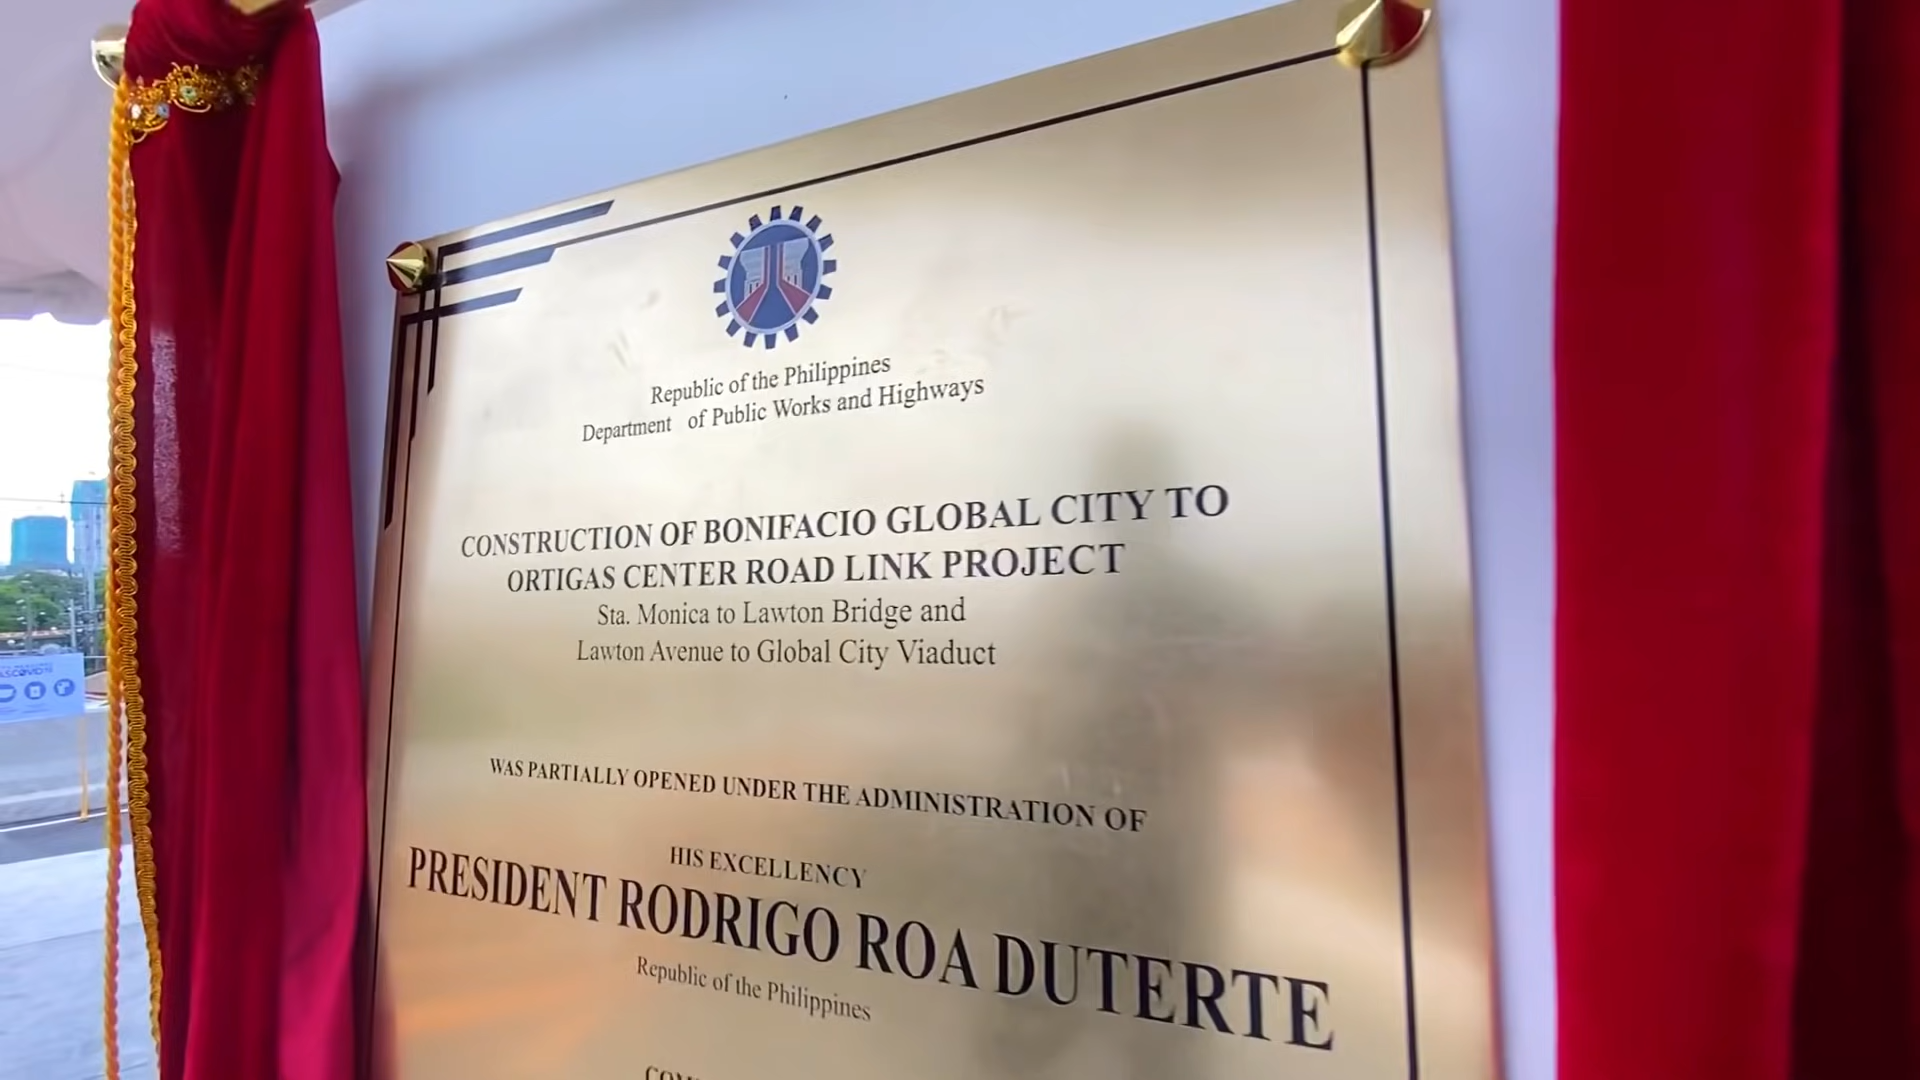 Republic of the Philippines
Department of Public Works and Highways
CONSTRUCTION OF BONIFACIO GLOBAL CITY TO
ORTIGAS CENTER ROAD LINK PROJECT
Sta. Monica to Lawton Bridge and
Lawton Avenue to Global City Viaduct
WAS PARTIALLY OPENED UNDER THE ADMINISTRATION OF
HIS EXCELLENCY
PRESIDENT RODRIGO ROA DUTERTE
Republic of the Philippines